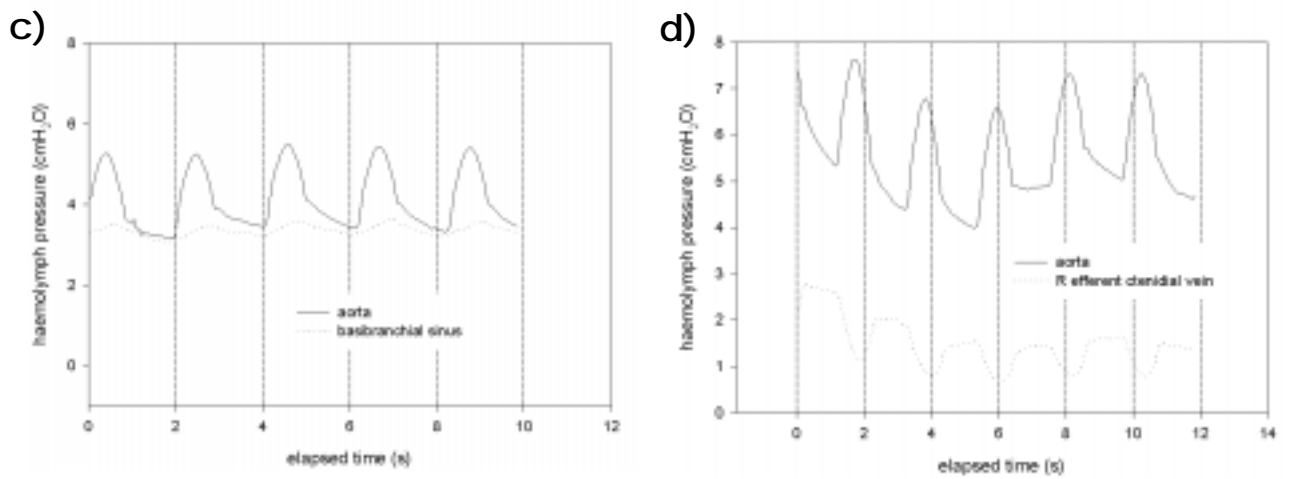 c)
haemolymph pressure (cmH₂O)
8
6
4
2
0
aorta
basibranchial sinus
0 2 4 6 8 10 12
elapsed time (s)
d)
haemolymph pressure (cmH₂O)
8
7
6
5
4
3
2
1
0
aorta
R efferent ctenidial vein
0 2 4 6 8 10 12 14
elapsed time (s)